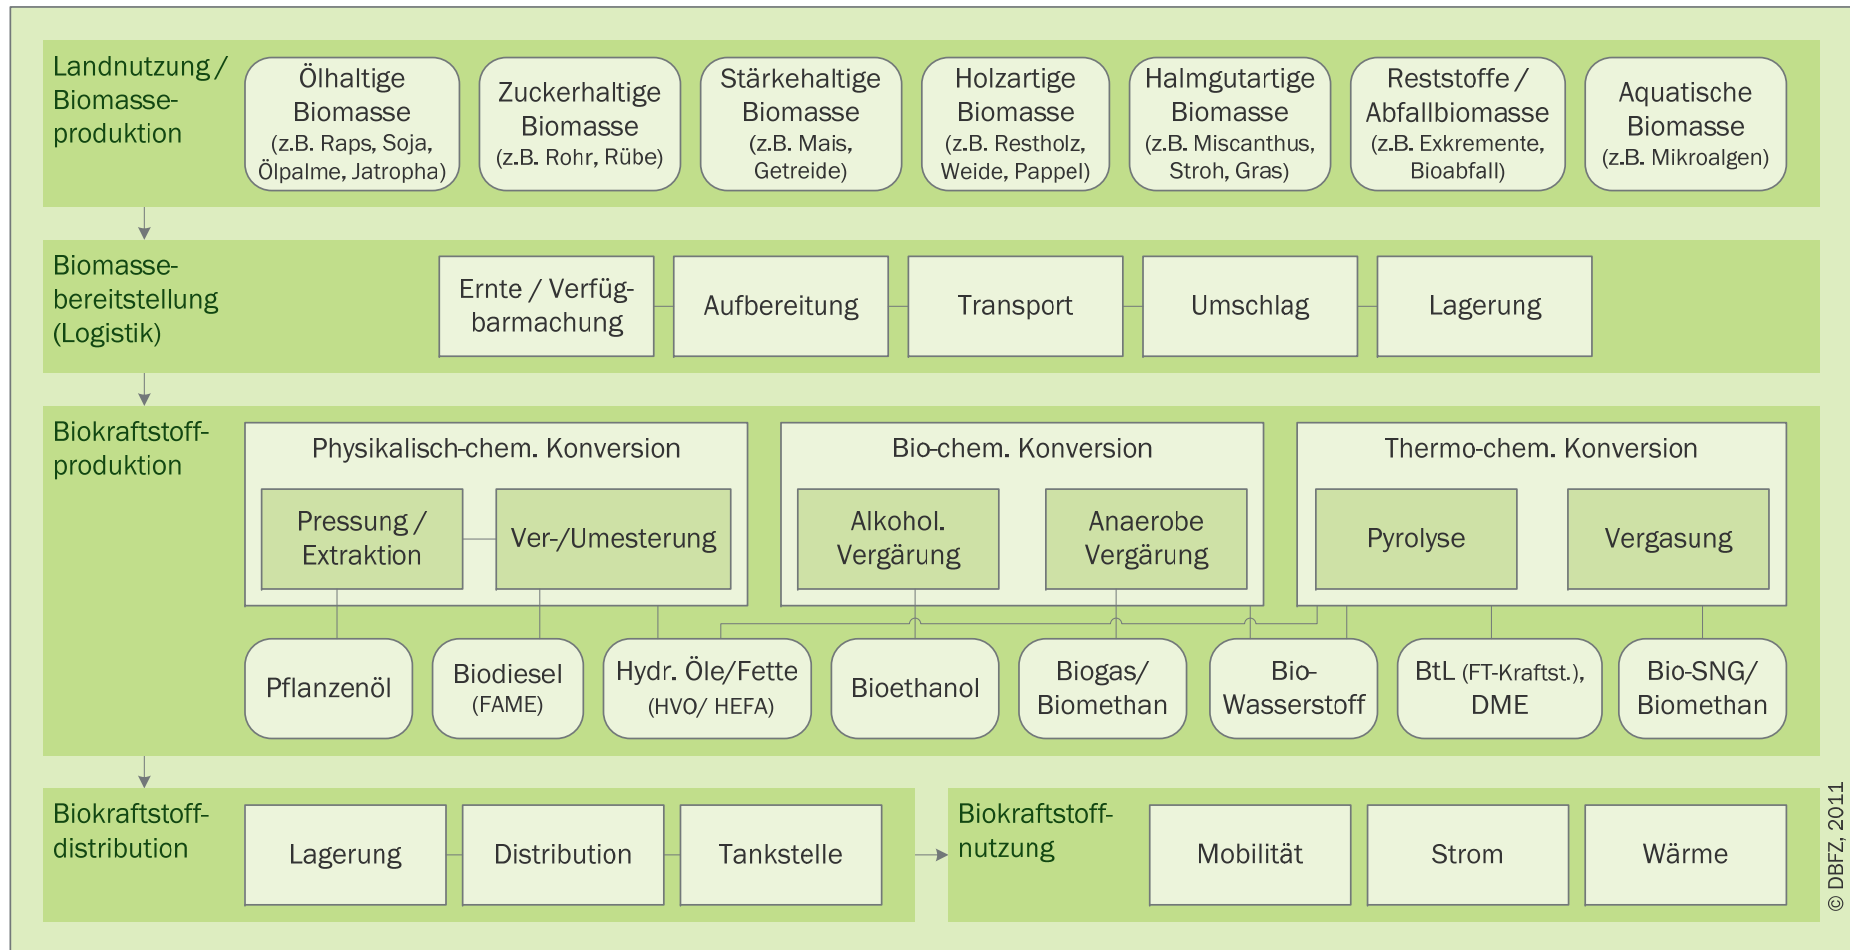 Landnutzung /
Biomasse-
produktion
Ölhaltige
Biomasse
(z.B. Raps, Soja,
Ölpalme, Jatropha)
Zuckerhaltige
Biomasse
(z.B. Rohr, Rübe)
Stärkehaltige
Biomasse
(z.B. Mais,
Getreide)
Holzartige
Biomasse
(z.B. Restholz,
Weide, Pappel)
Halmgutartige
Biomasse
(z.B. Miscanthus,
Stroh, Gras)
Reststoffe /
Abfallbiomasse
(z.B. Exkremente,
Bioabfall)
Aquatische
Biomasse
(z.B. Mikroalgen)
Biomasse-
bereitstellung
(Logistik)
Ernte / Verfüg-
barmachung
Aufbereitung
Transport
Umschlag
Lagerung
Biokraftstoff-
produktion
Physikalisch-chem. Konversion
Pressung /
Extraktion
Ver-/Umesterung
Bio-chem. Konversion
Alkohol.
Vergärung
Anaerobe
Vergärung
Thermo-chem. Konversion
Pyrolyse
Vergasung
Pflanzenöl
Biodiesel
(FAME)
Hydr. Öle/Fette
(HVO/ HEFA)
Bioethanol
Biogas/
Biomethan
Bio-
Wasserstoff
BtL (FT-Kraftst.),
DME
Bio-SNG/
Biomethan
Biokraftstoff-
distribution
Lagerung
Distribution
Tankstelle
Biokraftstoff-
nutzung
Mobilität
Strom
Wärme
© DBFZ, 2011